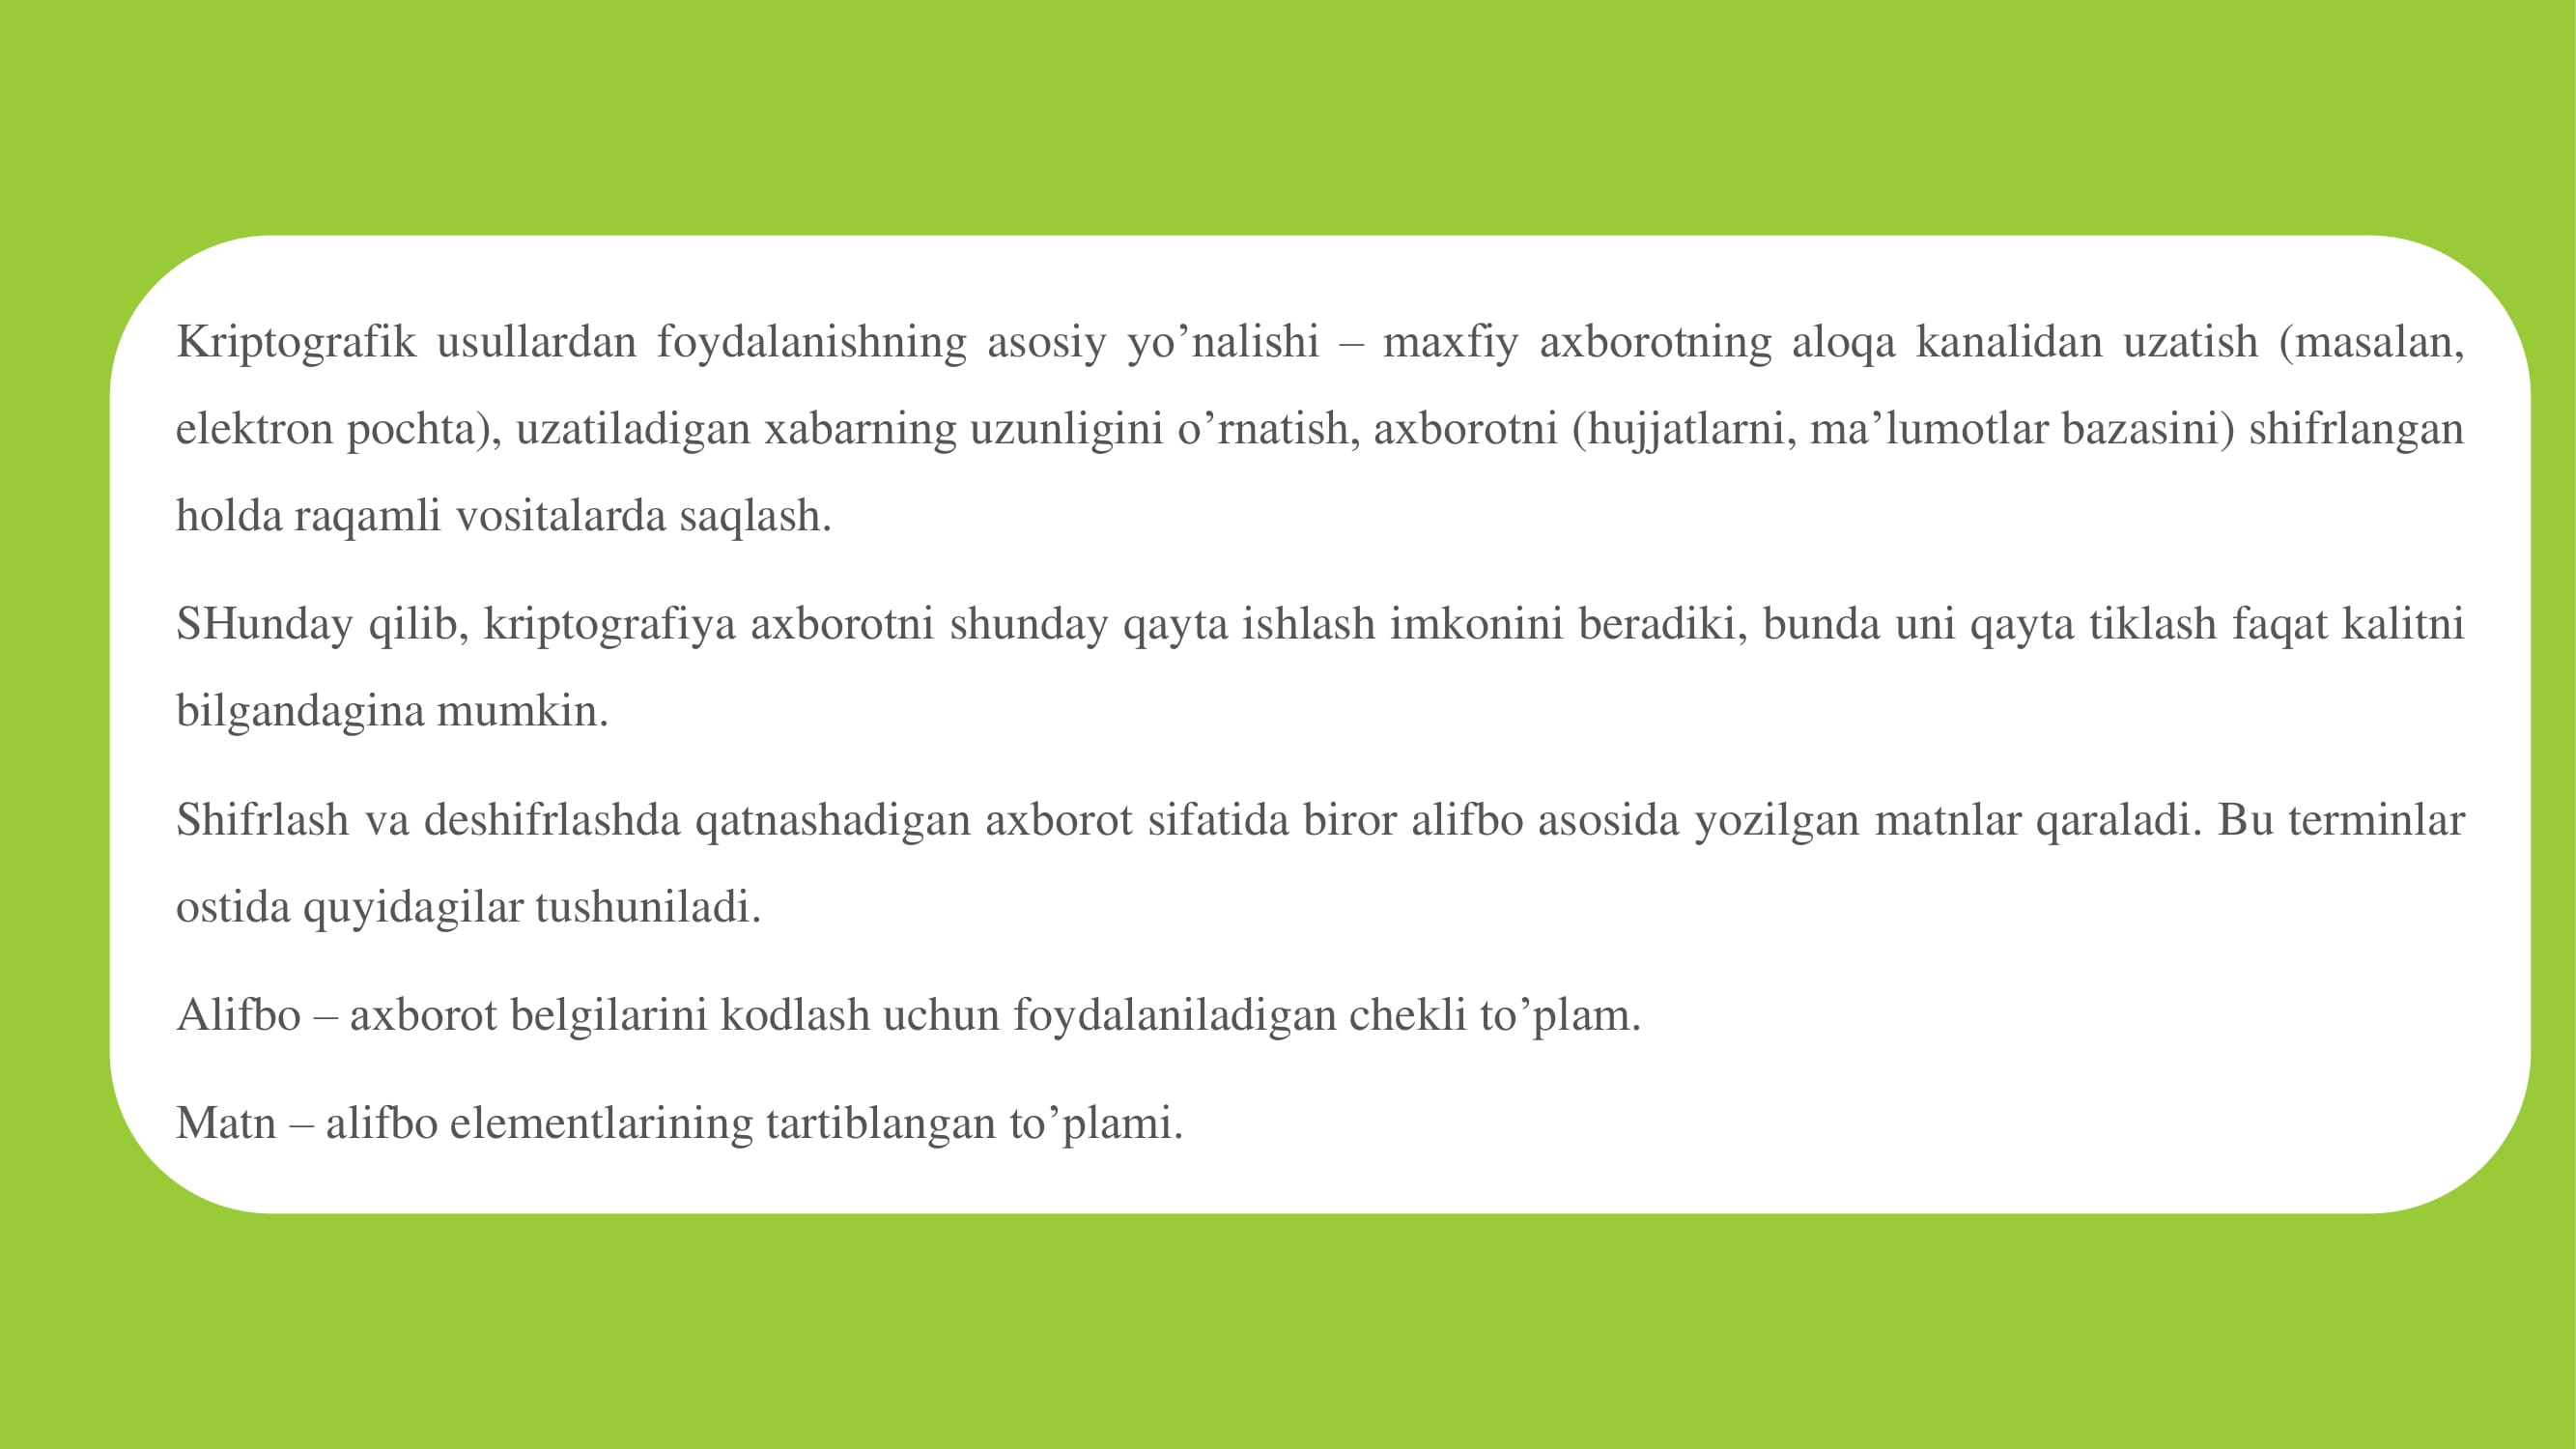 Kriptografik usullardan foydalanishning asosiy yo’nalishi – maxfiy axborotning aloqa kanalidan uzatish (masalan,
elektron pochta), uzatiladigan xabarning uzunligini o’rnatish, axborotni (hujjatlarni, ma’lumotlar bazasini) shifrlangan
holda raqamli vositalarda saqlash.
SHunday qilib, kriptografiya axborotni shunday qayta ishlash imkonini beradiki, bunda uni qayta tiklash faqat kalitni
bilgandagina mumkin.
Shifrlash va deshifrlashda qatnashadigan axborot sifatida biror alifbo asosida yozilgan matnlar qaraladi. Bu terminlar
ostida quyidagilar tushuniladi.
Alifbo – axborot belgilarini kodlash uchun foydalaniladigan chekli to’plam.
Matn – alifbo elementlarining tartiblangan to’plami.